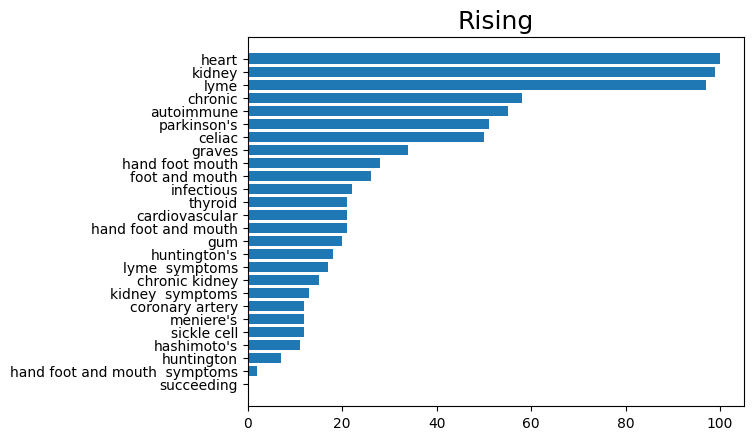 Rising
heart
kidney
lyme
chronic
autoimmune
parkinson's
celiac
graves
hand foot mouth
foot and mouth
infectious
thyroid
cardiovascular
hand foot and mouth
gum
huntington's
lyme  symptoms
chronic kidney
kidney  symptoms
coronary artery
meniere's
sickle cell
hashimoto's
huntington
hand foot and mouth  symptoms
succeeding
0 20 40 60 80 100